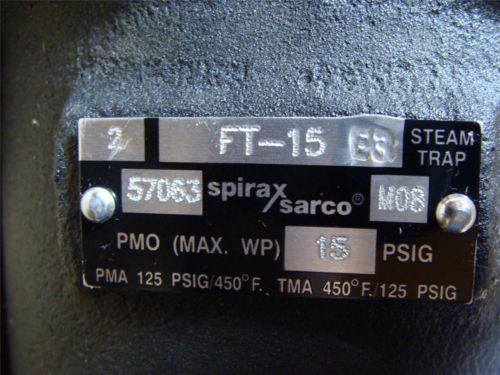 2 FT-15 ES STEAM TRAP
57063 spirax/sarco® M08
PMO (MAX. WP) 15 PSIG
PMA 125 PSIG/450°F. TMA 450°F./125 PSIG